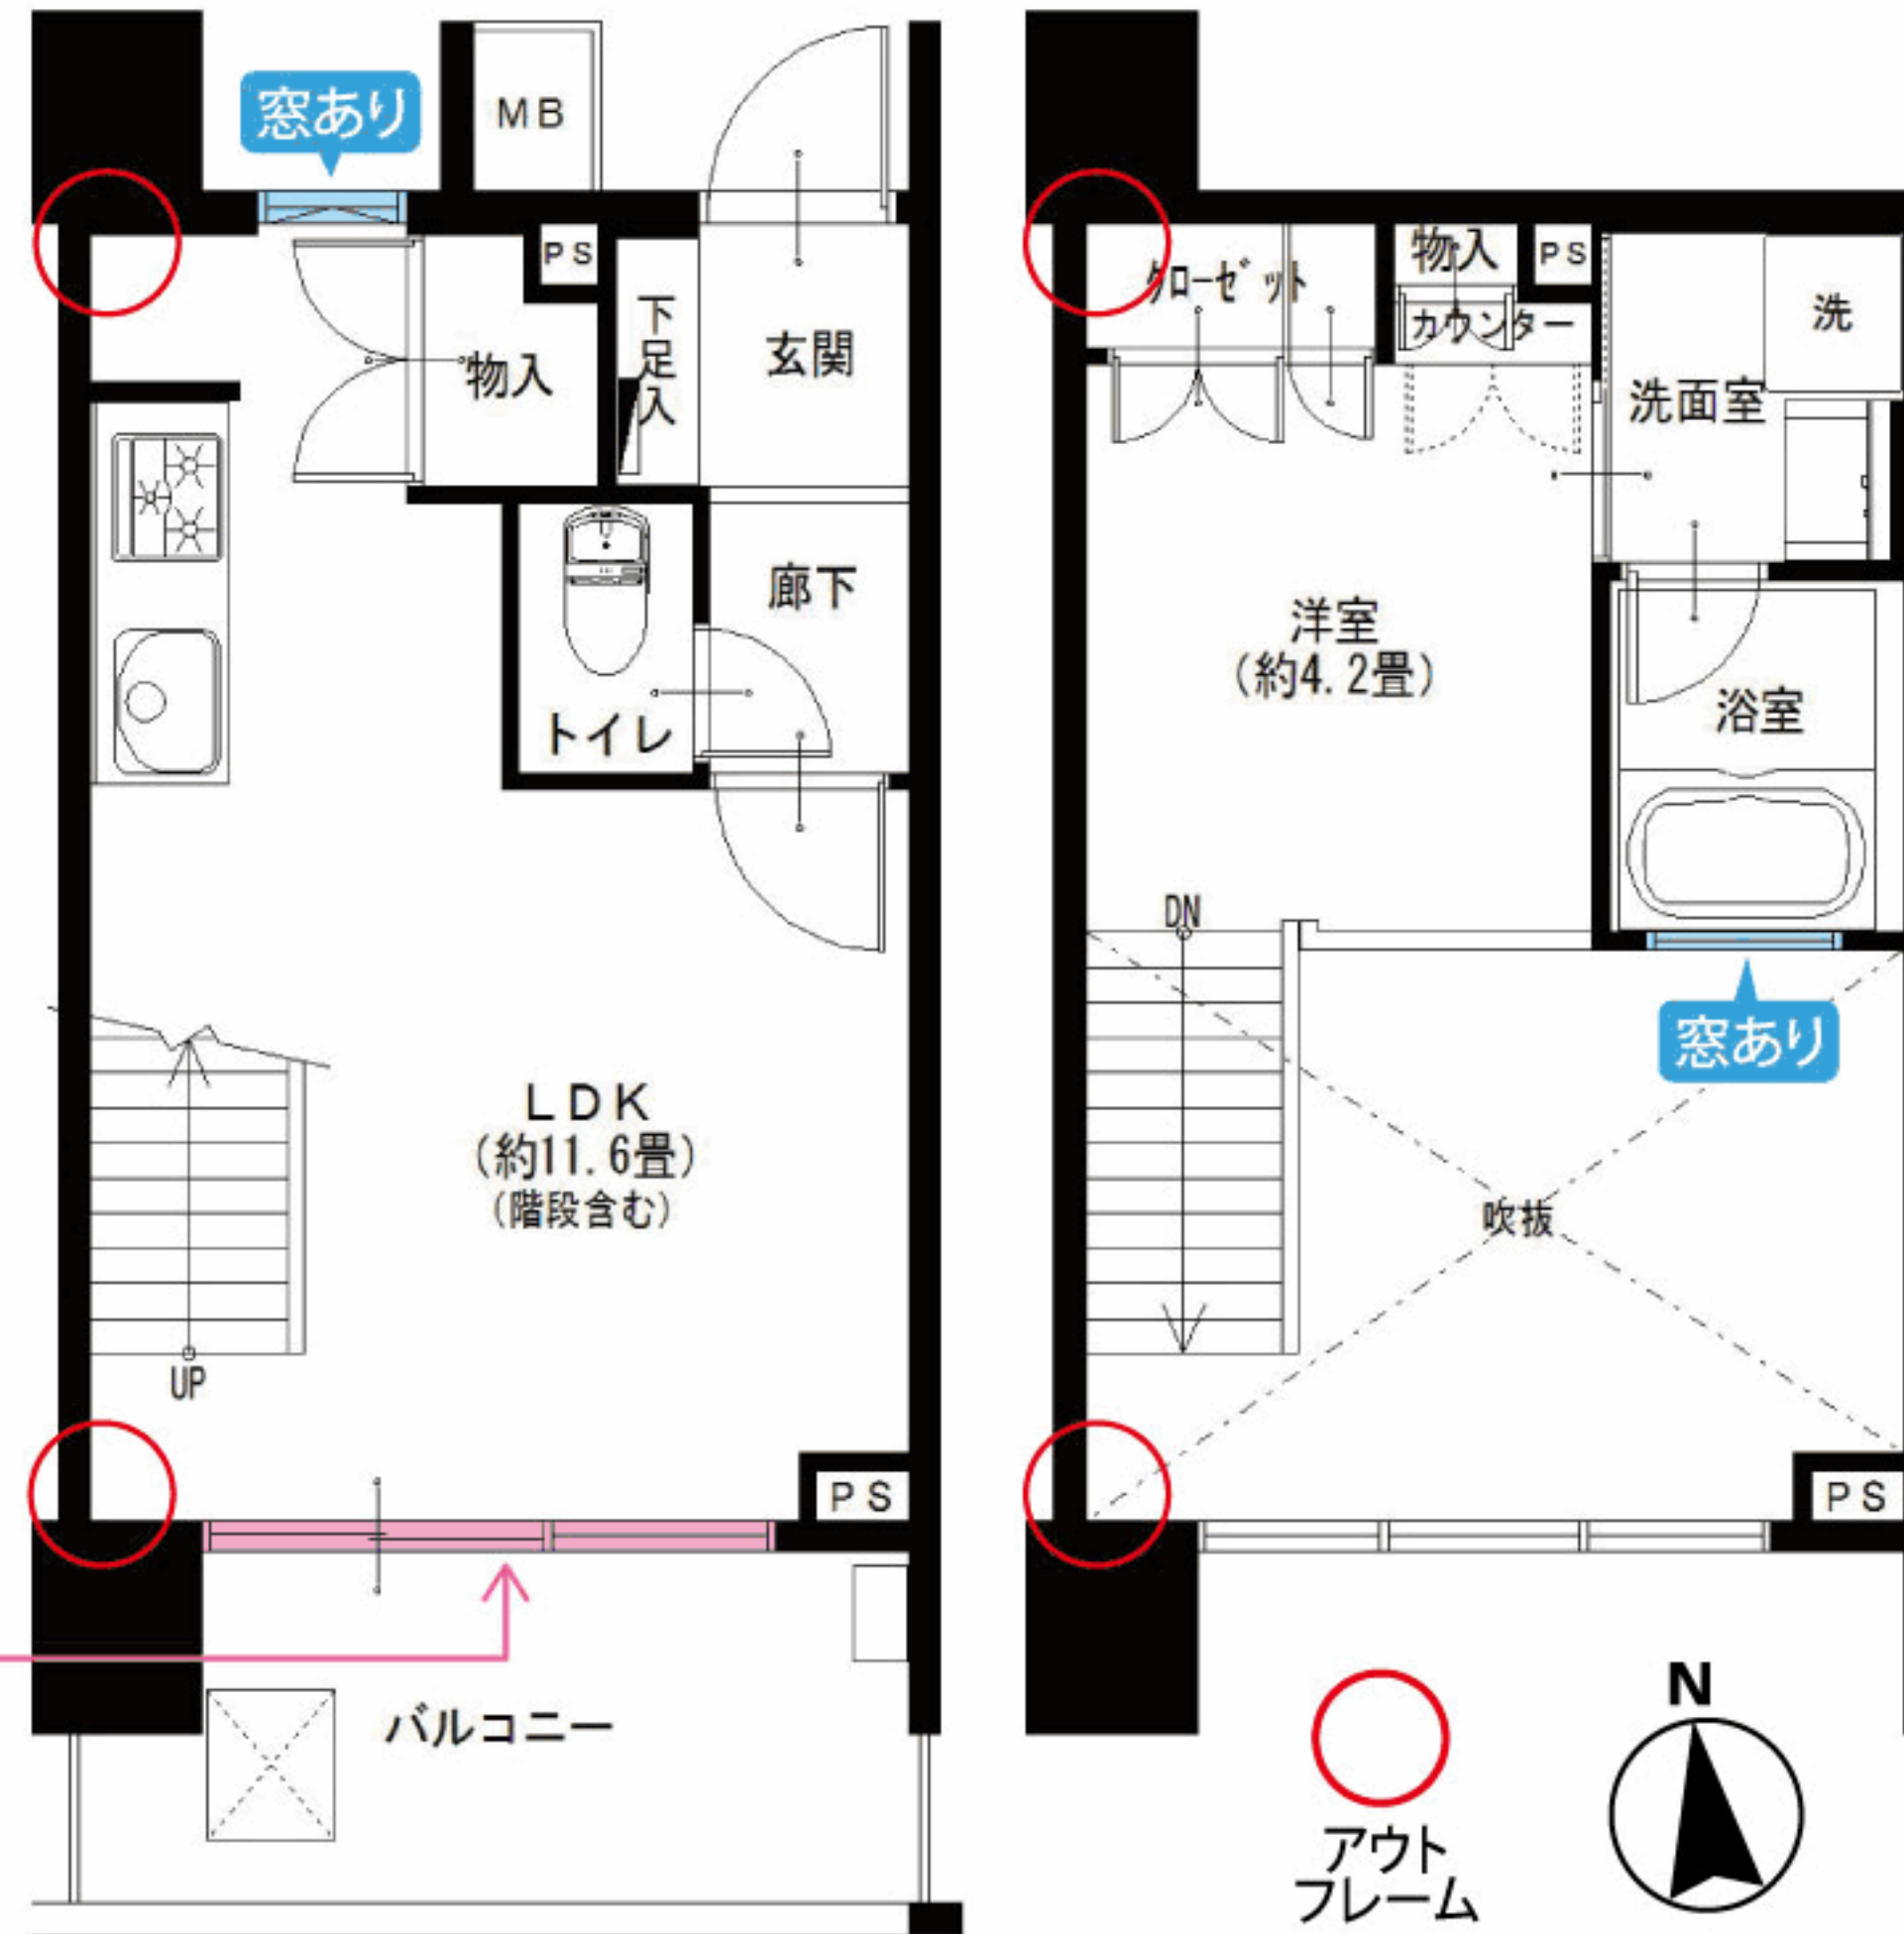 窓あり
MB
PS
下足入
玄関
物入
廊下
トイレ
LDK
(約11.6畳)
(階段含む)
UP
PS
バルコニー
クローゼット
物入
PS
カウンター
洗
洗面室
洋室
(約4.2畳)
浴室
DN
窓あり
吹抜
PS
アウト
フレーム
N